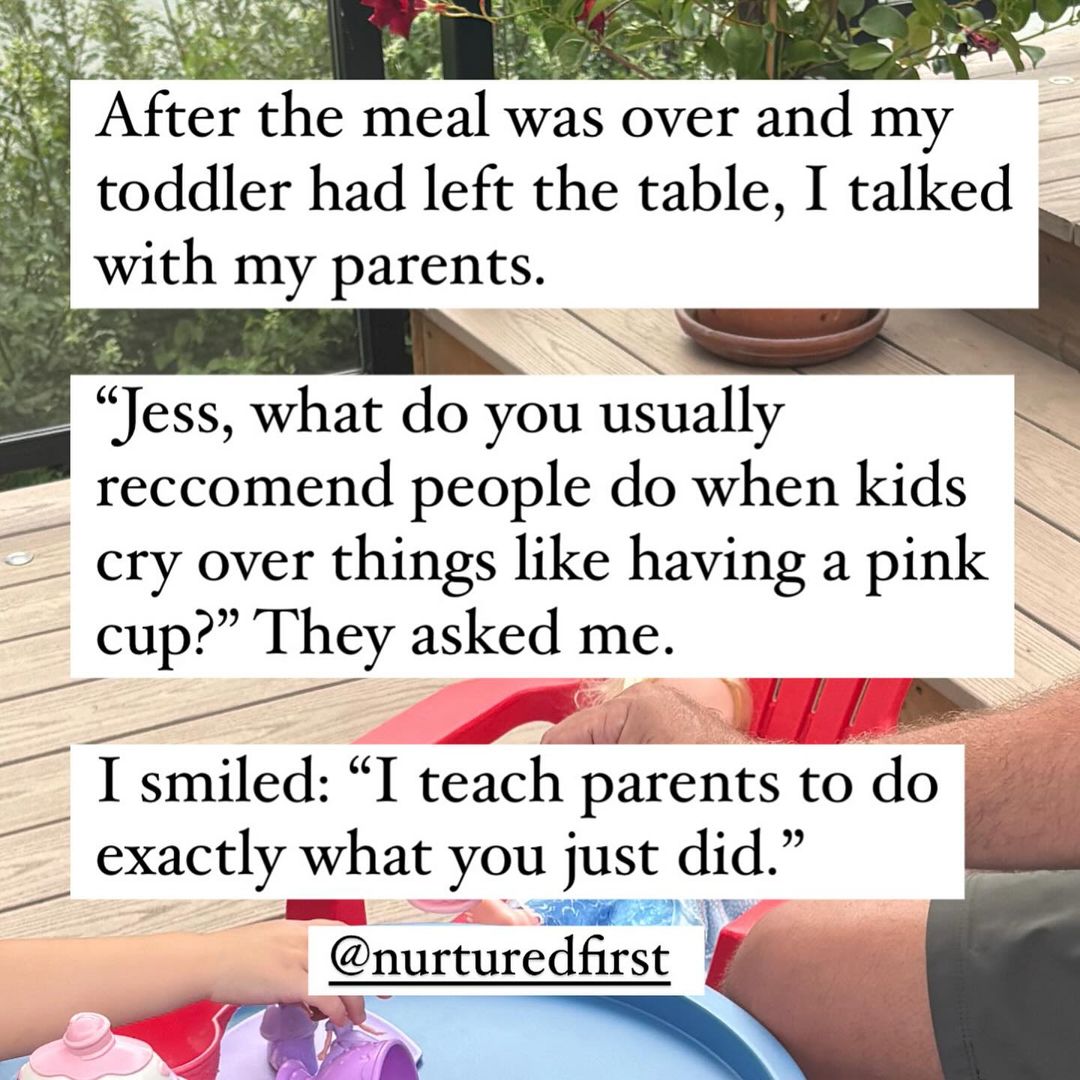 After the meal was over and my
toddler had left the table, I talked
with my parents.
“Jess, what do you usually
reccomend people do when kids
cry over things like having a pink
cup?” They asked me.
I smiled: “I teach parents to do
exactly what you just did.”
@nurturedfirst